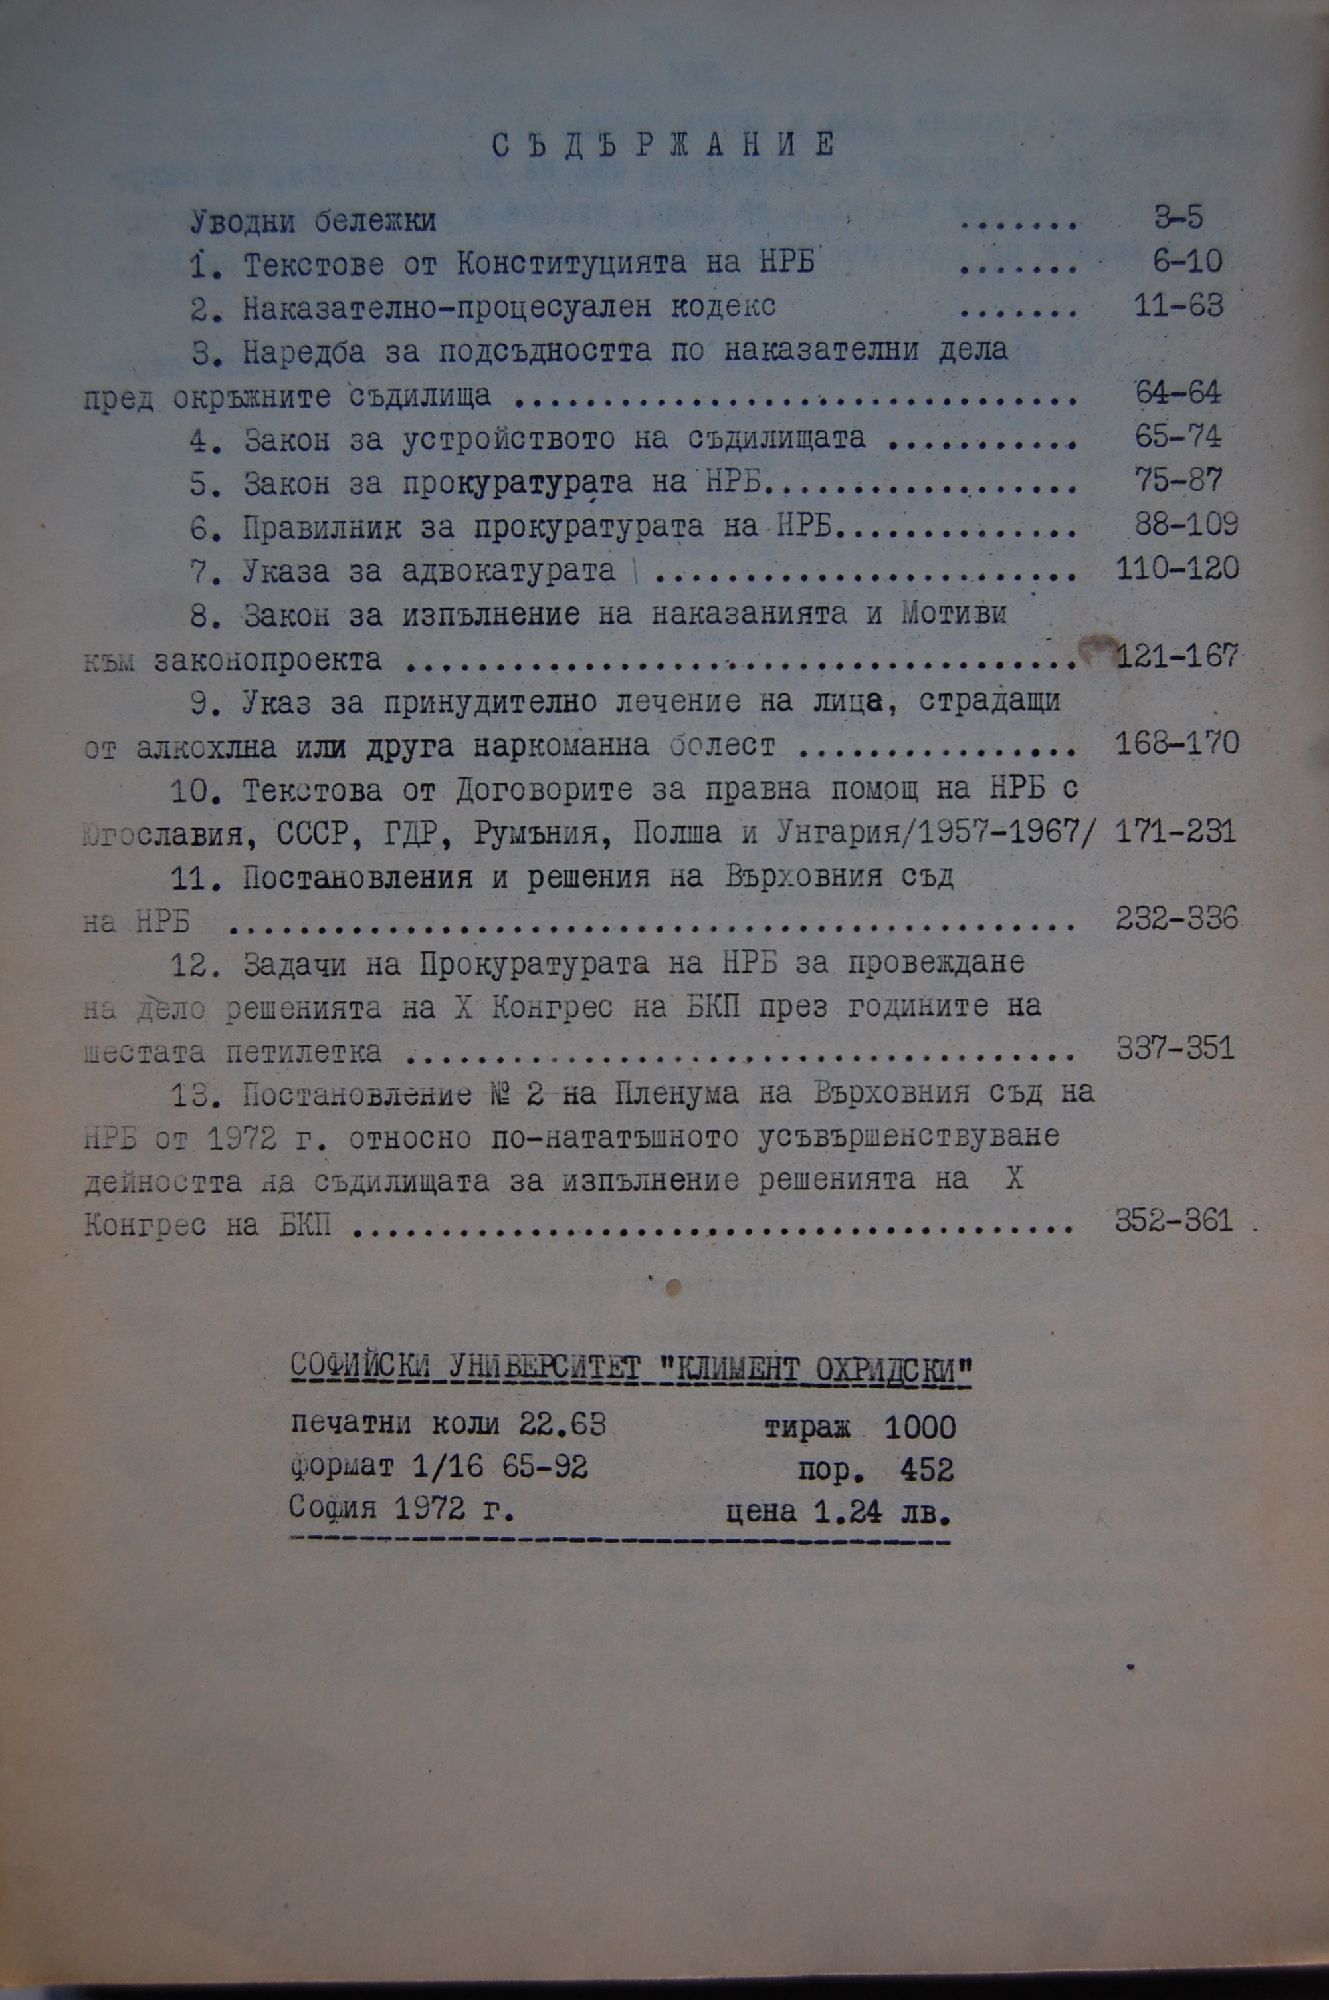 СЪДЪРЖАНИЕ
Уводни бележки ....... 3-5
1. Текстове от Конституцията на НРБ ....... 6-10
2. Наказателно-процесуален кодекс ....... 11-63
3. Наредба за подсъдността по наказателни дела
пред окръжните съдилища ................................ 64-64
4. Закон за устройството на съдилищата ........... 65-74
5. Закон за прокуратурата на НРБ.................. 75-87
6. Правилник за прокуратурата на НРБ.............. 88-109
7. Указа за адвокатурата ........................ 110-120
8. Закон за изпълнение на наказанията и Мотиви
към законопроекта ...................................... 121-167
9. Указ за принудително лечение на лица, страдащи
от алкохлна или друга наркоманна болест ................ 168-170
10. Текстова от Договорите за правна помощ на НРБ с
Югославия, СССР, ГДР, Румъния, Полша и Унгария/1957-1967/ 171-231
11. Постановления и решения на Върховния съд
на НРБ ................................................ 232-336
12. Задачи на Прокуратурата на НРБ за провеждане
на дело решенията на X Конгрес на БКП през годините на
шестата петилетка ...................................... 337-351
13. Постановление № 2 на Пленума на Върховния съд на
НРБ от 1972 г. относно по-нататъшното усъвършенствуване
дейността на съдилищата за изпълнение решенията на X
Конгрес на БКП ......................................... 352-361.
СОФИЙСКИ УНИВЕРСИТЕТ "КЛИМЕНТ ОХРИДСКИ"
печатни коли 22.63 тираж 1000
формат 1/16 65-92 пор. 452
София 1972 г. цена 1.24 лв.